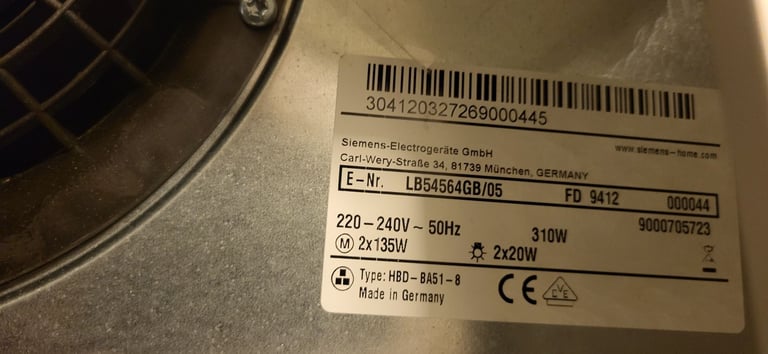 304120327269000445
Siemens-Electrogeräte GmbH www.siemens-home.com
Carl-Wery-Straße 34, 81739 München, GERMANY
E-Nr. LB54564GB/05 FD 9412 000044
220-240V ~ 50Hz 310W 9000705723
M 2x135W 2x20W
Type: HBD-BA51-8
Made in Germany CE VDE